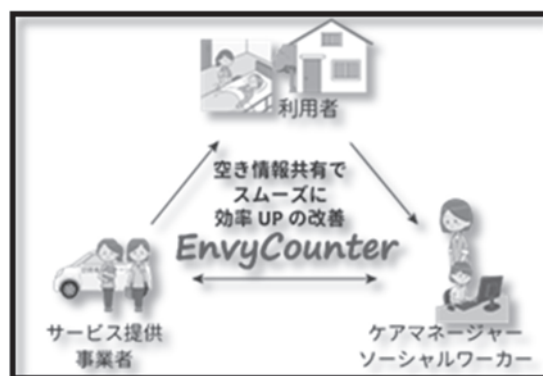 利用者
空き情報共有で
スムーズに
効率 UP の改善
EnvyCounter
サービス提供
事業者
ケアマネージャー
ソーシャルワーカー